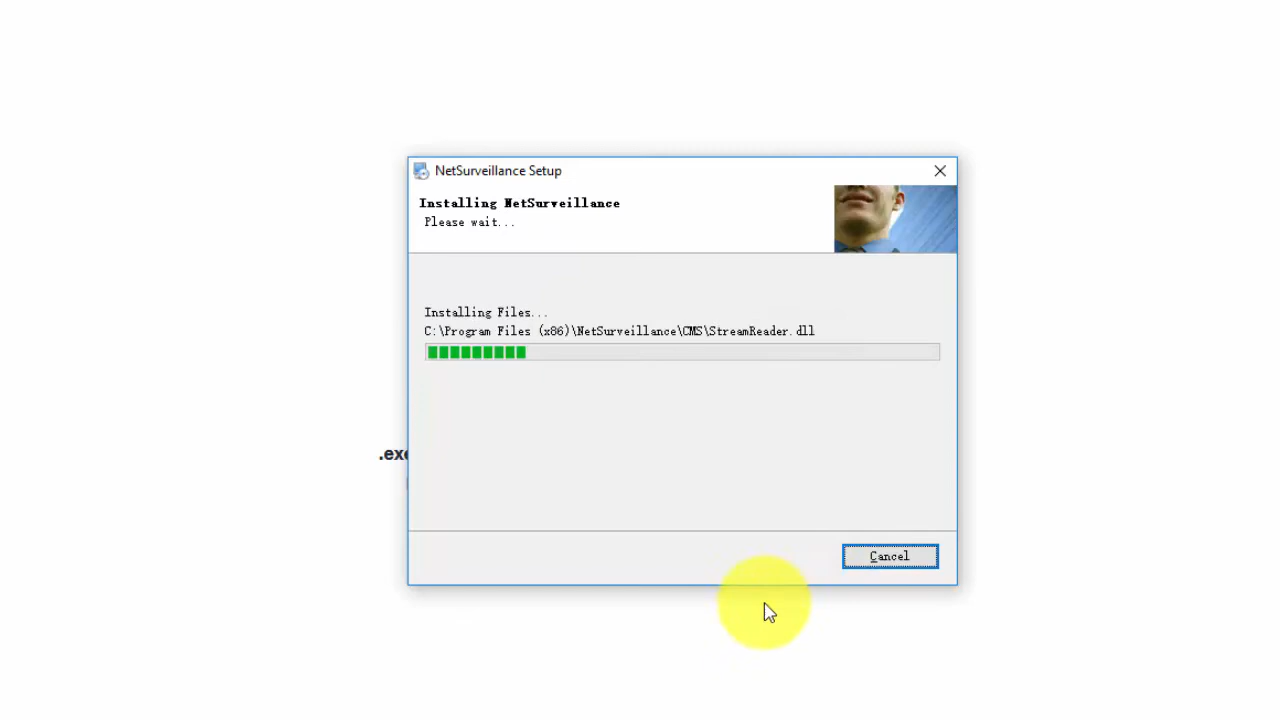 NetSurveillance Setup
Installing NetSurveillance
Please wait...
Installing Files...
C:\Program Files (x86)\NetSurveillance\CMS\StreamReader.dll
.exe
Cancel